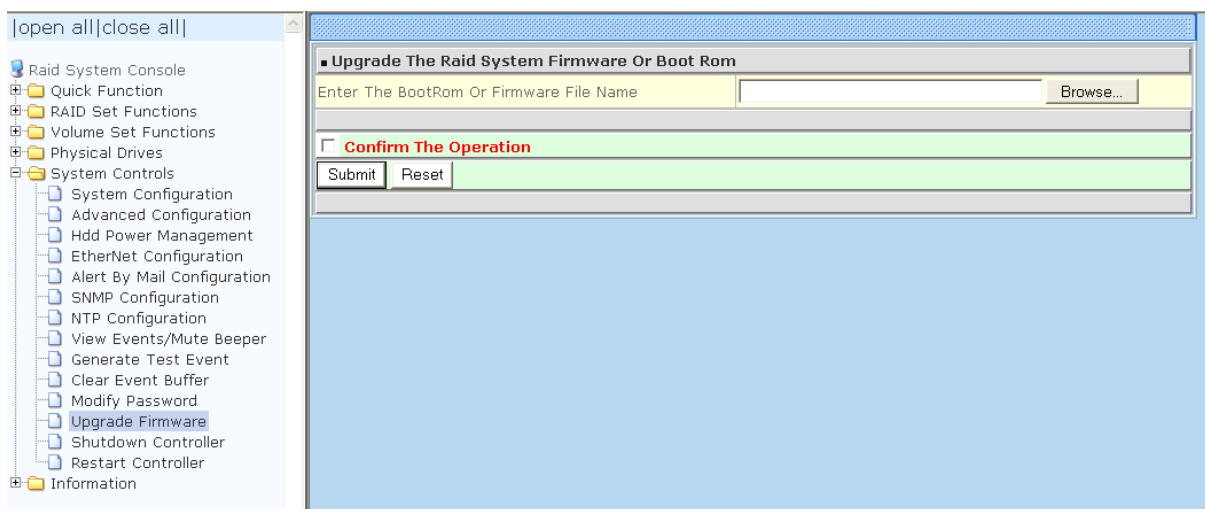 |open all|close all|
Raid System Console
Quick Function
RAID Set Functions
Volume Set Functions
Physical Drives
System Controls
System Configuration
Advanced Configuration
Hdd Power Management
EtherNet Configuration
Alert By Mail Configuration
SNMP Configuration
NTP Configuration
View Events/Mute Beeper
Generate Test Event
Clear Event Buffer
Modify Password
Upgrade Firmware
Shutdown Controller
Restart Controller
Information
Upgrade The Raid System Firmware Or Boot Rom
Enter The BootRom Or Firmware File Name
Browse...
Confirm The Operation
Submit Reset